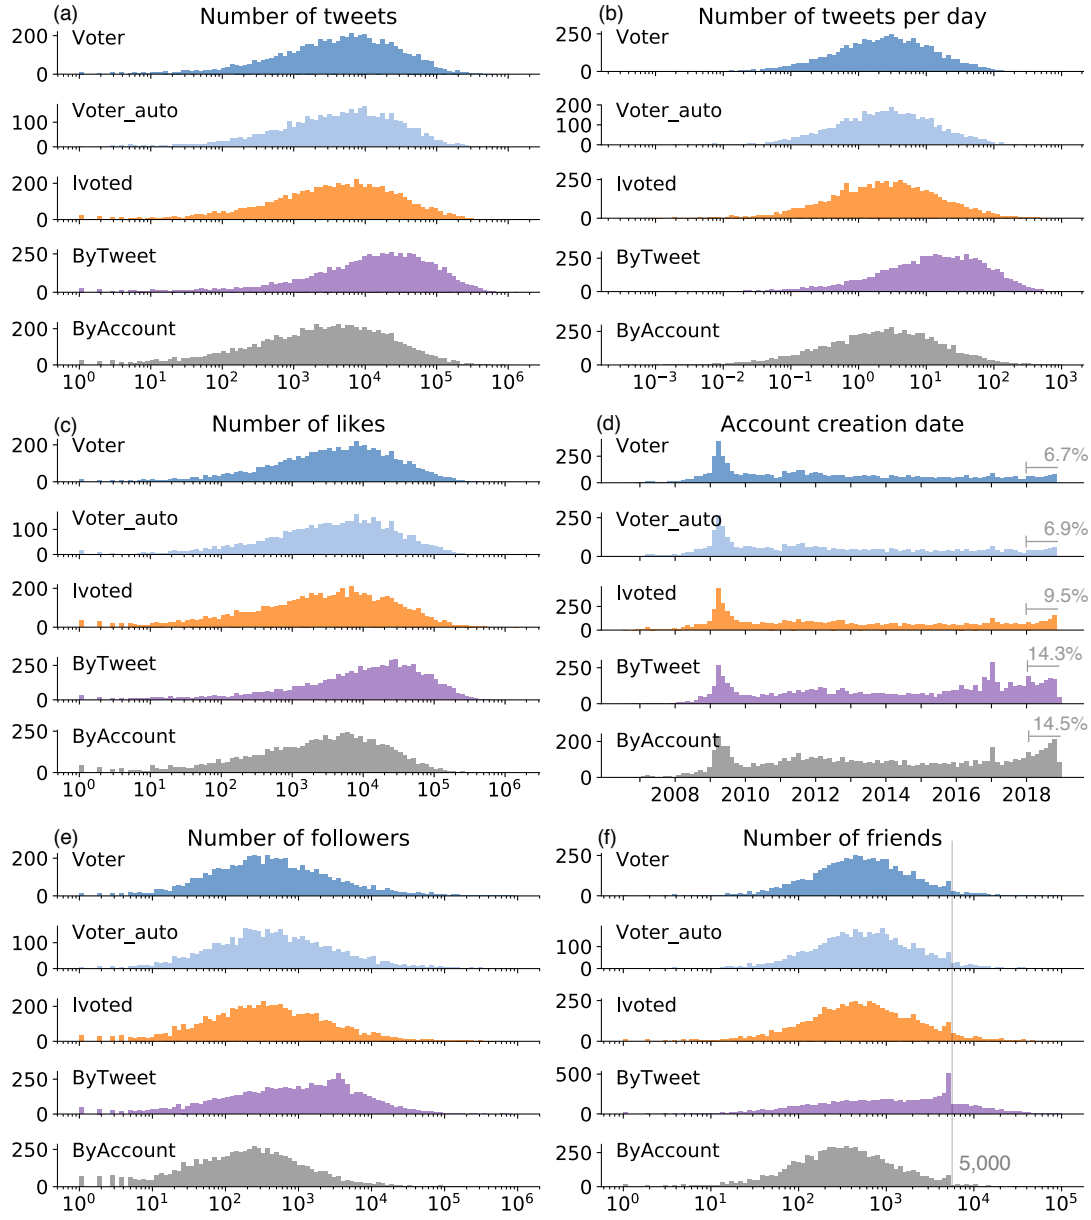 (a) Number of tweets
200
Voter
0
100
Voter_auto
0
200
Ivoted
0
250
ByTweet
0
200
ByAccount
0
10⁰ 10¹ 10² 10³ 10⁴ 10⁵ 10⁶
(b) Number of tweets per day
250
Voter
0
200
Voter_auto
100
0
250
Ivoted
0
250
ByTweet
0
250
ByAccount
0
10⁻³ 10⁻² 10⁻¹ 10⁰ 10¹ 10² 10³
(c) Number of likes
200
Voter
0
100
Voter_auto
0
200
Ivoted
0
250
ByTweet
0
250
ByAccount
0
10⁰ 10¹ 10² 10³ 10⁴ 10⁵ 10⁶
(d) Account creation date
Voter
250
6.7%
0
250
Voter_auto
6.9%
0
Ivoted
250
9.5%
0
ByTweet
250
14.3%
0
ByAccount
200
14.5%
0
2008 2010 2012 2014 2016 2018
(e) Number of followers
200
Voter
0
100
Voter_auto
0
200
Ivoted
0
250
ByTweet
0
250
ByAccount
0
10⁰ 10¹ 10² 10³ 10⁴ 10⁵ 10⁶
(f) Number of friends
250
Voter
0
100
Voter_auto
0
250
Ivoted
0
500
ByTweet
0
250
ByAccount
5,000
0
10⁰ 10¹ 10² 10³ 10⁴ 10⁵